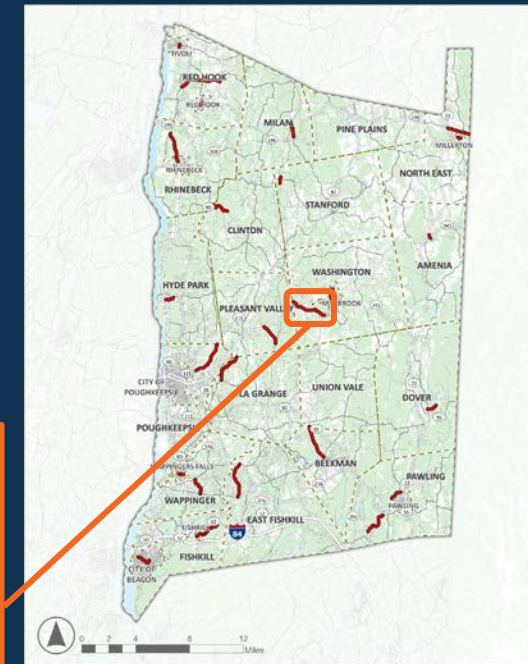 TIVOLI
RED HOOK
RED HOOK
MILAN
PINE PLAINS
MILLERTON
NORTH EAST
RHINEBECK
RHINEBECK
STANFORD
CLINTON
AMENIA
WASHINGTON
HYDE PARK
PLEASANT VALLEY
CITY OF
POUGHKEEPSIE
LA GRANGE
UNION VALE
DOVER
POUGHKEEPSIE
BEEKMAN
WAPPINGERS FALLS
PAWLING
WAPPINGER
PAWLING
FISHKILL
EAST FISHKILL
84
FISHKILL
CITY OF
BEACON
0 2 4 8 12
Miles